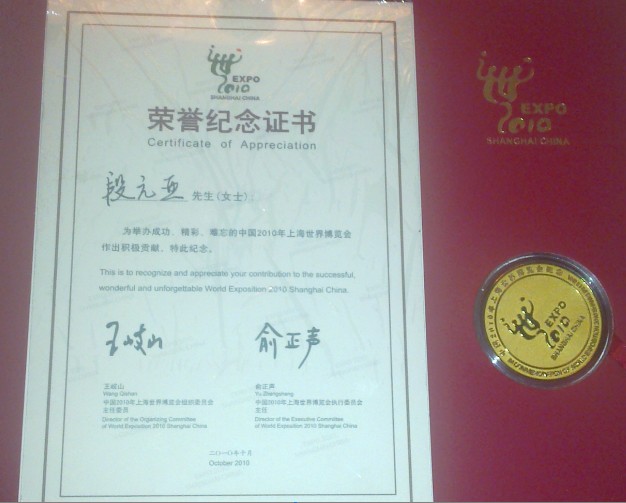 EXPO
2010
SHANGHAI CHINA
荣誉纪念证书
Certificate of Appreciation
段元亚 先生(女士)
为举办成功、精彩、难忘的中国2010年上海世界博览会
作出积极贡献，特此纪念。
This is to recognize and appreciate your contribution to the successful,
wonderful and unforgettable World Exposition 2010 Shanghai China.
王岐山
俞正声
王岐山
Wang Qishan
中国2010年上海世界博览会组织委员会
主任委员
Director of the Organizing Committee
of World Exposition 2010 Shanghai China
俞正声
Yu Zhengsheng
中国2010年上海世界博览会执行委员会
主任
Director of the Executive Committee
of World Exposition 2010 Shanghai China
二〇一〇年十月
October 2010
EXPO
2010
SHANGHAI CHINA
EXPO
2010
SHANGHAI CHINA